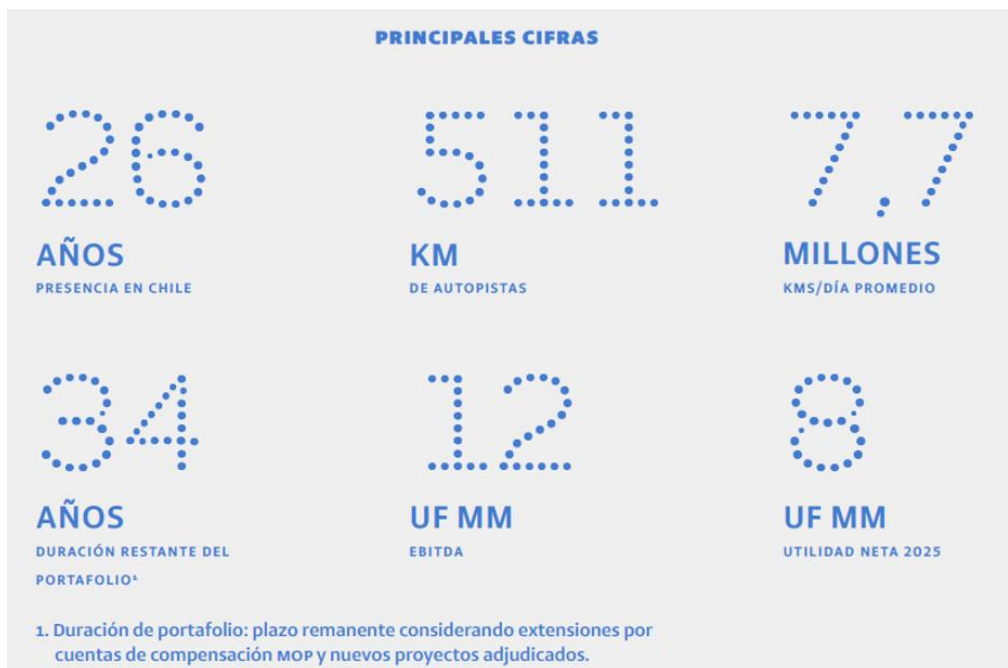 PRINCIPALES CIFRAS
26
AÑOS
PRESENCIA EN CHILE
511
KM
DE AUTOPISTAS
7,7
MILLONES
KMS/DÍA PROMEDIO
34
AÑOS
DURACIÓN RESTANTE DEL
PORTAFOLIO¹
12
UF MM
EBITDA
8
UF MM
UTILIDAD NETA 2025
1. Duración de portafolio: plazo remanente considerando extensiones por
cuentas de compensación MOP y nuevos proyectos adjudicados.